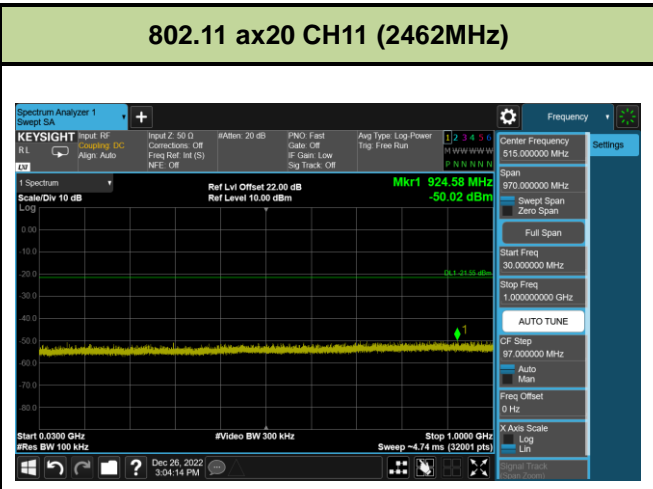 802.11 ax20 CH11 (2462MHz)
Spectrum Analyzer 1
Swept SA
Frequency
KEYSIGHT
RL
LXI
Input: RF
Coupling: DC
Align: Auto
Input Z: 50 Ω
Corrections: Off
Freq Ref: Int (S)
NFE: Off
#Atten: 20 dB
PNO: Fast
Gate: Off
IF Gain: Low
Sig Track: Off
Avg Type: Log-Power
Trig: Free Run
1 2 3 4 5 6
M W W W W W
P N N N N N
1 Spectrum
Scale/Div 10 dB
Log
Ref Lvl Offset 22.00 dB
Ref Level 10.00 dBm
Mkr1 924.58 MHz
-50.02 dBm
0.00
-10.0
-20.0
-30.0
-40.0
-50.0
-60.0
-70.0
-80.0
DL1 -21.55 dBm
1
Start 0.0300 GHz
#Res BW 100 kHz
#Video BW 300 kHz
Stop 1.0000 GHz
Sweep ~4.74 ms (32001 pts)
Dec 26, 2022
3:04:14 PM
Center Frequency
515.000000 MHz
Settings
Span
970.000000 MHz
Swept Span
Zero Span
Full Span
Start Freq
30.000000 MHz
Stop Freq
1.000000000 GHz
AUTO TUNE
CF Step
97.000000 MHz
Auto
Man
Freq Offset
0 Hz
X Axis Scale
Log
Lin
Signal Track
(Span Zoom)